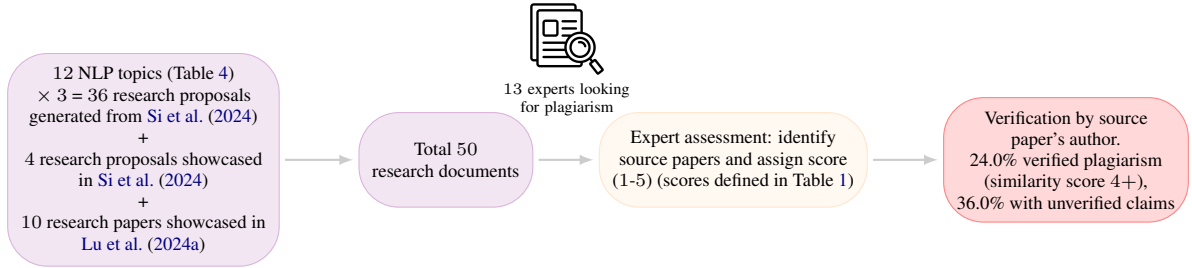 12 NLP topics (Table 4)
× 3 = 36 research proposals
generated from Si et al. (2024)
+
4 research proposals showcased
in Si et al. (2024)
+
10 research papers showcased in
Lu et al. (2024a)
Total 50
research documents
13 experts looking
for plagiarism
Expert assessment: identify
source papers and assign score
(1-5) (scores defined in Table 1)
Verification by source
paper's author.
24.0% verified plagiarism
(similarity score 4+),
36.0% with unverified claims